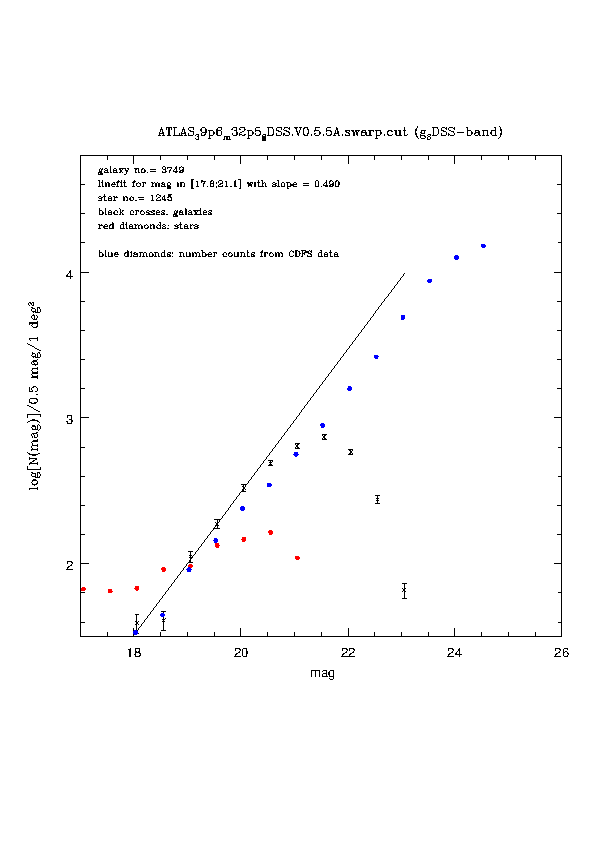 ATLAS39p6m32p5gDSS.V0.5.5A.swarp.cut (gSDSS-band)
galaxy no.= 3749
linefit for mag in [17.8;21.1] with slope = 0.490
star no.= 1245
black crosses: galaxies
red diamonds: stars
blue diamonds: number counts from CDFS data
log[N(mag)]/0.5 mag/1 deg²
4
3
2
18 20 22 24 26
mag